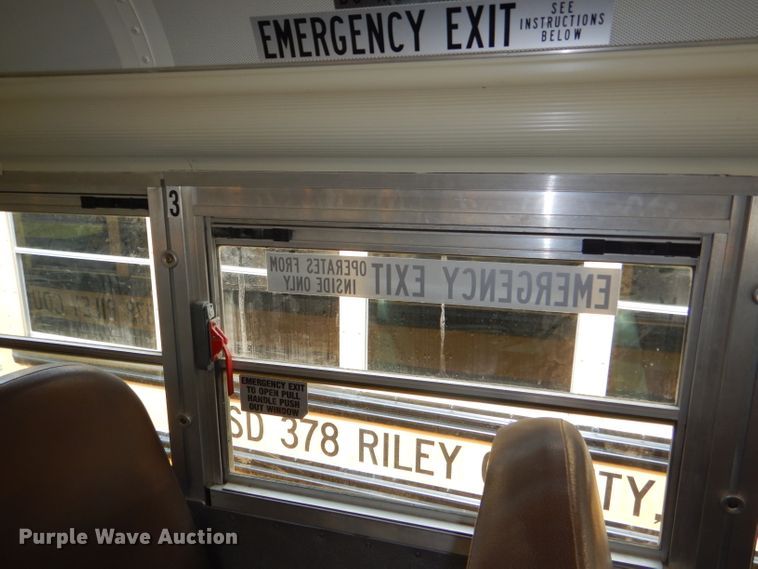 EMERGENCY EXIT SEE INSTRUCTIONS BELOW
3
EMERGENCY EXIT OPERATES FROM INSIDE ONLY
EMERGENCY EXIT
TO OPEN PULL
HANDLE PUSH
OUT WINDOW
SD 378 RILEY
Purple Wave Auction